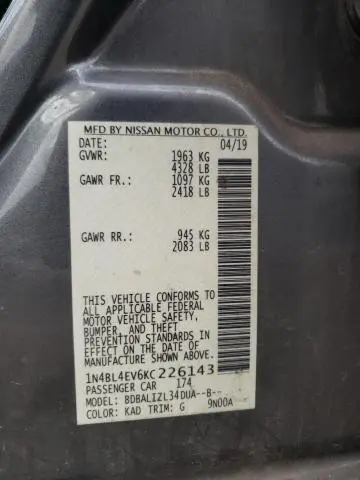 MFD BY NISSAN MOTOR CO., LTD.
DATE: 04/19
GVWR: 1963 KG
4328 LB
GAWR FR.: 1097 KG
2418 LB
GAWR RR.: 945 KG
2083 LB
THIS VEHICLE CONFORMS TO
ALL APPLICABLE FEDERAL
MOTOR VEHICLE SAFETY,
BUMPER, AND THEFT
PREVENTION STANDARDS
IN EFFECT ON THE DATE OF
MANUFACTURE SHOWN ABOVE.
1N4BL4EV6KC226143
PASSENGER CAR 174
MODEL: BDBALIZL34DUA--B--
COLOR: KAD TRIM: G 9N00A